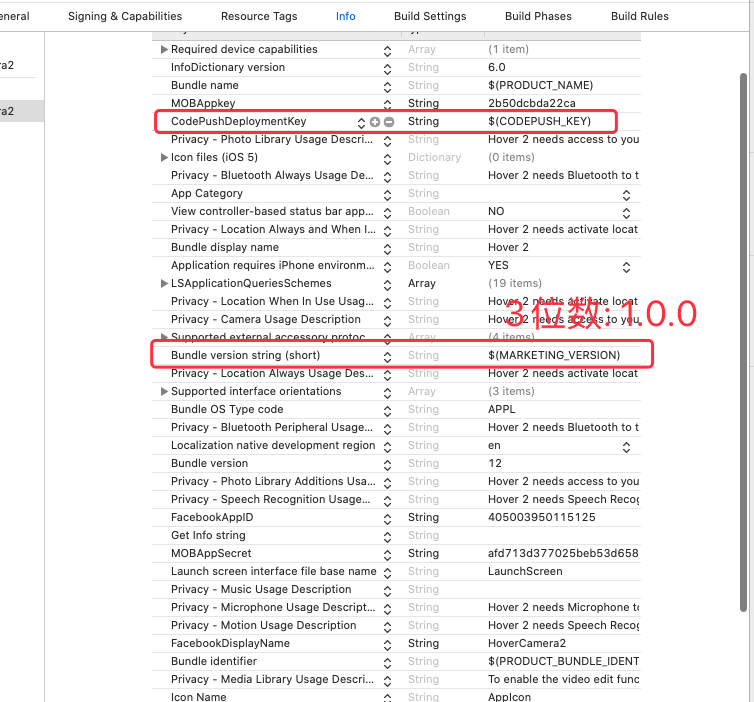 eneral Signing & Capabilities Resource Tags Info Build Settings Build Phases Build Rules
ra2
ra2
Required device capabilities Array (1 item)
InfoDictionary version String 6.0
Bundle name String $(PRODUCT_NAME)
MOBAppkey String 2b50dcbda22ca
CodePushDeploymentKey String $(CODEPUSH_KEY)
Privacy - Photo Library Usage Descri... String Hover 2 needs access to you
Icon files (iOS 5) Dictionary (0 items)
Privacy - Bluetooth Always Usage De... String Hover 2 needs Bluetooth to t
App Category String
View controller-based status bar app... Boolean NO
Privacy - Location Always and When I... String Hover 2 needs activate locat
Bundle display name String Hover 2
Application requires iPhone environm... Boolean YES
LSApplicationQueriesSchemes Array (19 items)
Privacy - Location When In Use Usag... String Hover 2 needs activate locat
3位数: 1.0.0
Privacy - Camera Usage Description String Hover 2 needs access to you
Supported external accessory protoc... Array (4 items)
Bundle version string (short) String $(MARKETING_VERSION)
Privacy - Location Always Usage Des... String Hover 2 needs activate locat
Supported interface orientations Array (3 items)
Bundle OS Type code String APPL
Privacy - Bluetooth Peripheral Usage... String Hover 2 needs Bluetooth to t
Localization native development region String en
Bundle version String 12
Privacy - Photo Library Additions Usa... String Hover 2 needs access to you
Privacy - Speech Recognition Usage... String Hover 2 needs Speech Recog
FacebookAppID String 405003950115125
Get Info string String
MOBAppSecret String afd713d377025beb53d658
Launch screen interface file base name String LaunchScreen
Privacy - Music Usage Description String
Privacy - Microphone Usage Descript... String Hover 2 needs Microphone to
Privacy - Motion Usage Description String Hover 2 needs activate locat
FacebookDisplayName String HoverCamera2
Bundle identifier String $(PRODUCT_BUNDLE_IDENT
Privacy - Media Library Usage Descri... String To enable the video edit func
Icon Name String AppIcon